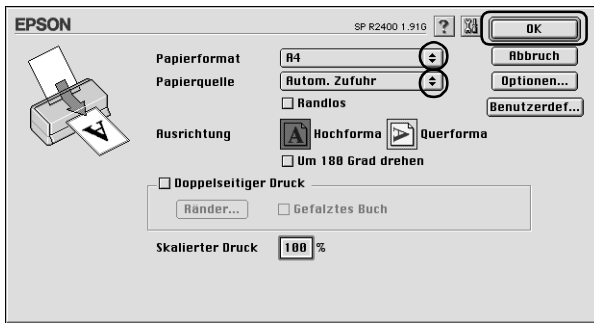 EPSON SP R2400 1.91G ? OK
Papierformat A4 Abbruch
Papierquelle Autom. Zufuhr Optionen...
Randlos Benutzerdef...
Ausrichtung A Hochforma A Querforma
Um 180 Grad drehen
Doppelseitiger Druck
Ränder... Gefalztes Buch
Skalierter Druck 100 %
A